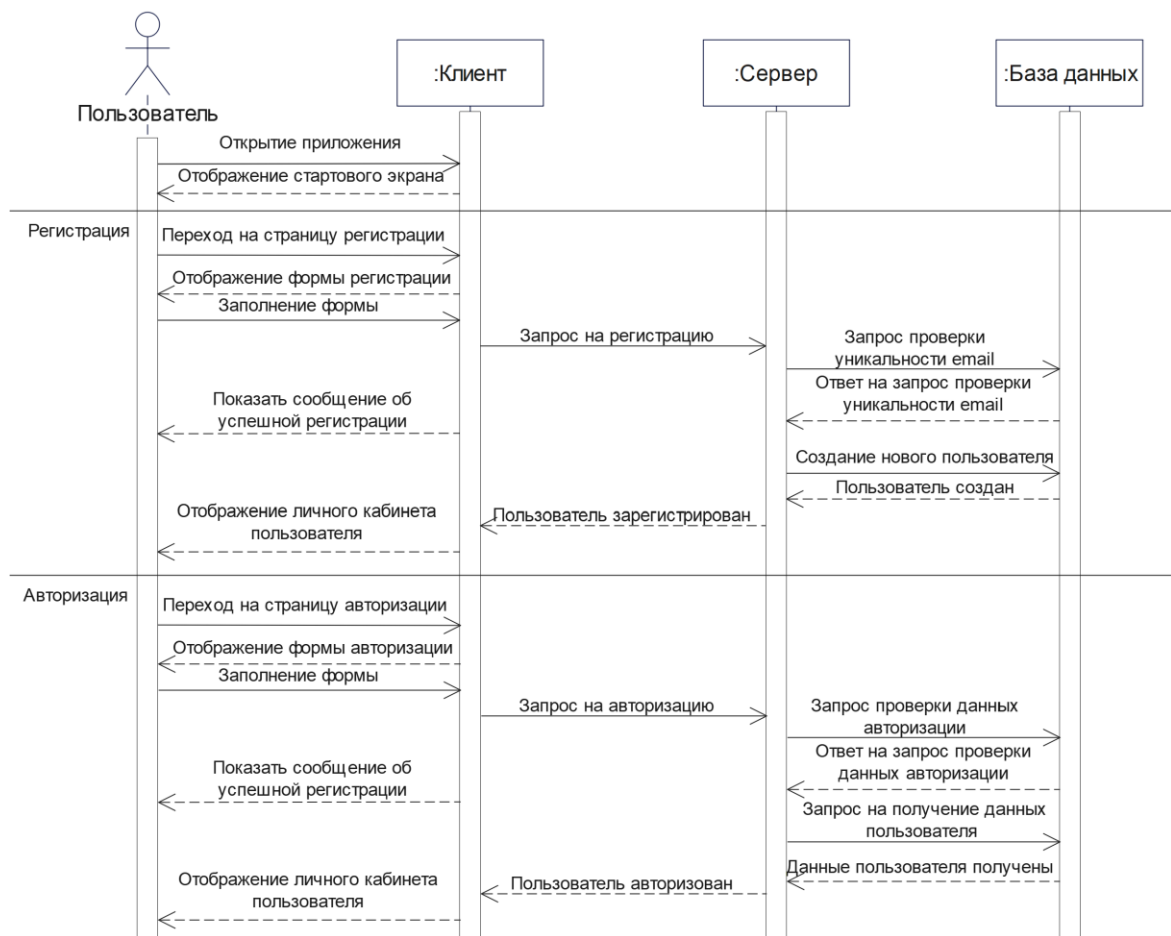 :Клиент
:Сервер
:База данных
Пользователь
Открытие приложения
Отображение стартового экрана
Регистрация
Переход на страницу регистрации
Отображение формы регистрации
Заполнение формы
Запрос на регистрацию
Запрос проверки
уникальности email
Ответ на запрос проверки
уникальности email
Показать сообщение об
успешной регистрации
Создание нового пользователя
Пользователь создан
Отображение личного кабинета
пользователя
Пользователь зарегистрирован
Авторизация
Переход на страницу авторизации
Отображение формы авторизации
Заполнение формы
Запрос на авторизацию
Запрос проверки данных
авторизации
Ответ на запрос проверки
данных авторизации
Показать сообщение об
успешной регистрации
Запрос на получение данных
пользователя
Данные пользователя получены
Отображение личного кабинета
пользователя
Пользователь авторизован